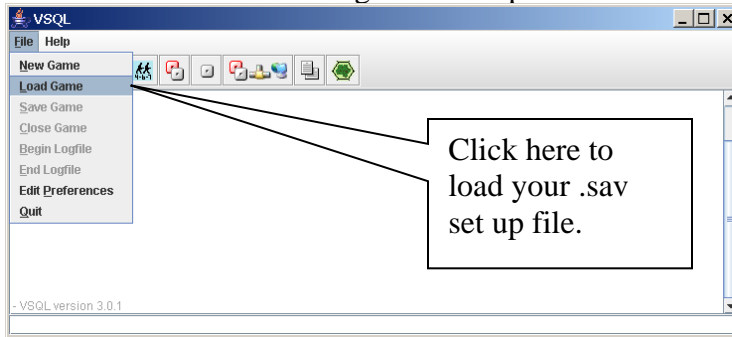 VSQL
File Help
New Game
Load Game
Save Game
Close Game
Begin Logfile
End Logfile
Edit Preferences
Quit
Click here to
load your .sav
set up file.
- VSQL version 3.0.1